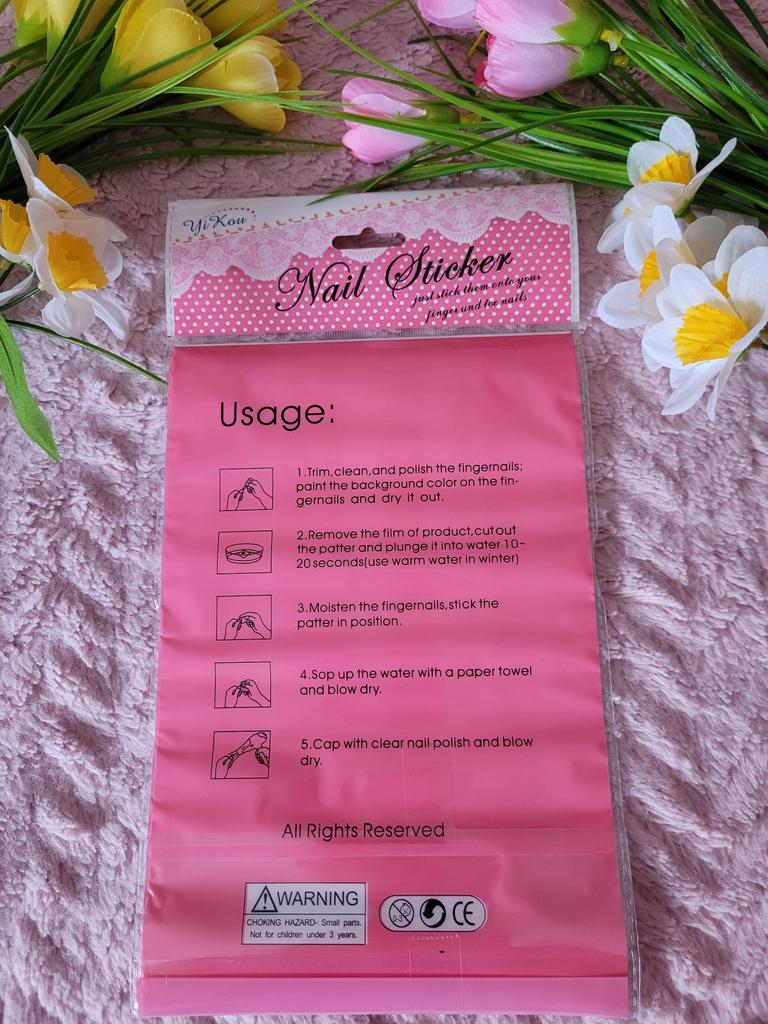 YiKou
Nail Sticker
just stick them onto your
finger and toe nails
Usage:
1.Trim,clean,and polish the fingernails;
paint the background color on the fin-
gernails and dry it out.
2.Remove the film of product,cut out
the patter and plunge it into water 10-
20 seconds(use warm water in winter)
3.Moisten the fingernails,stick the
patter in position.
4.Sop up the water with a paper towel
and blow dry.
5.Cap with clear nail polish and blow
dry.
All Rights Reserved
WARNING
CHOKING HAZARD- Small parts.
Not for children under 3 years.
CE